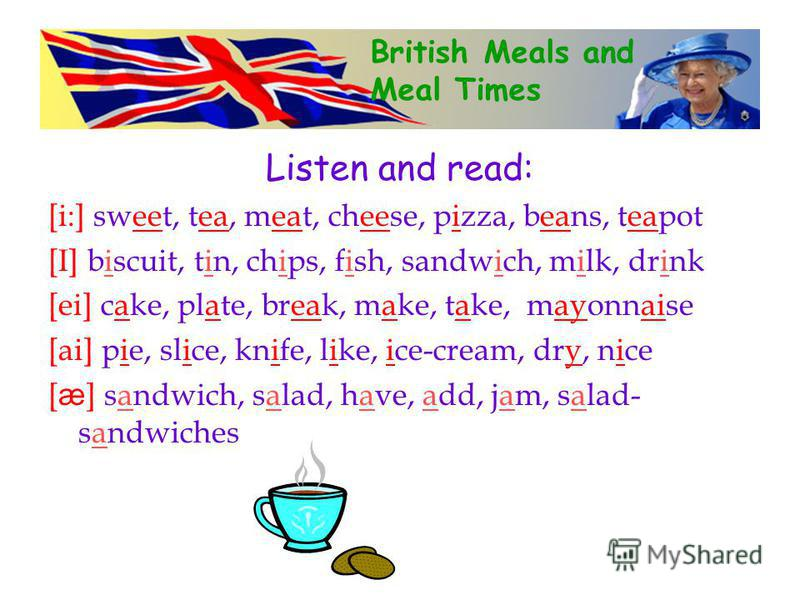 British Meals and
Meal Times
Listen and read:
[i:] sweet, tea, meat, cheese, pizza, beans, teapot
[I] biscuit, tin, chips, fish, sandwich, milk, drink
[ei] cake, plate, break, make, take, mayonnaise
[ai] pie, slice, knife, like, ice-cream, dry, nice
[æ] sandwich, salad, have, add, jam, salad-
sandwiches
MyShared